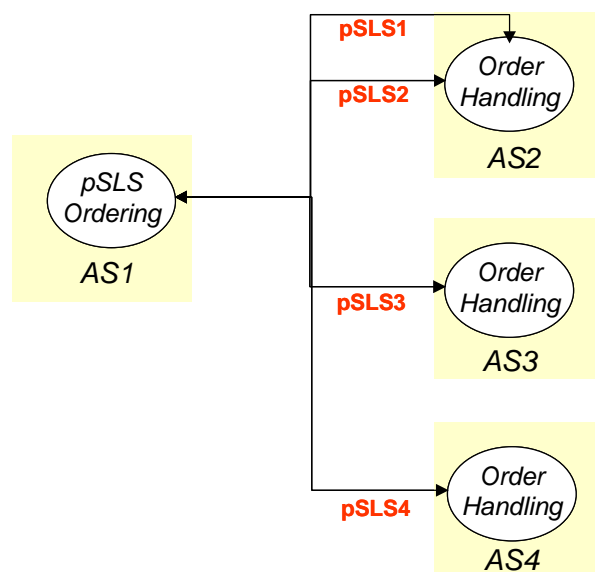 pSLS1
pSLS2
Order
Handling
AS2
pSLS
Ordering
AS1
pSLS3
Order
Handling
AS3
pSLS4
Order
Handling
AS4